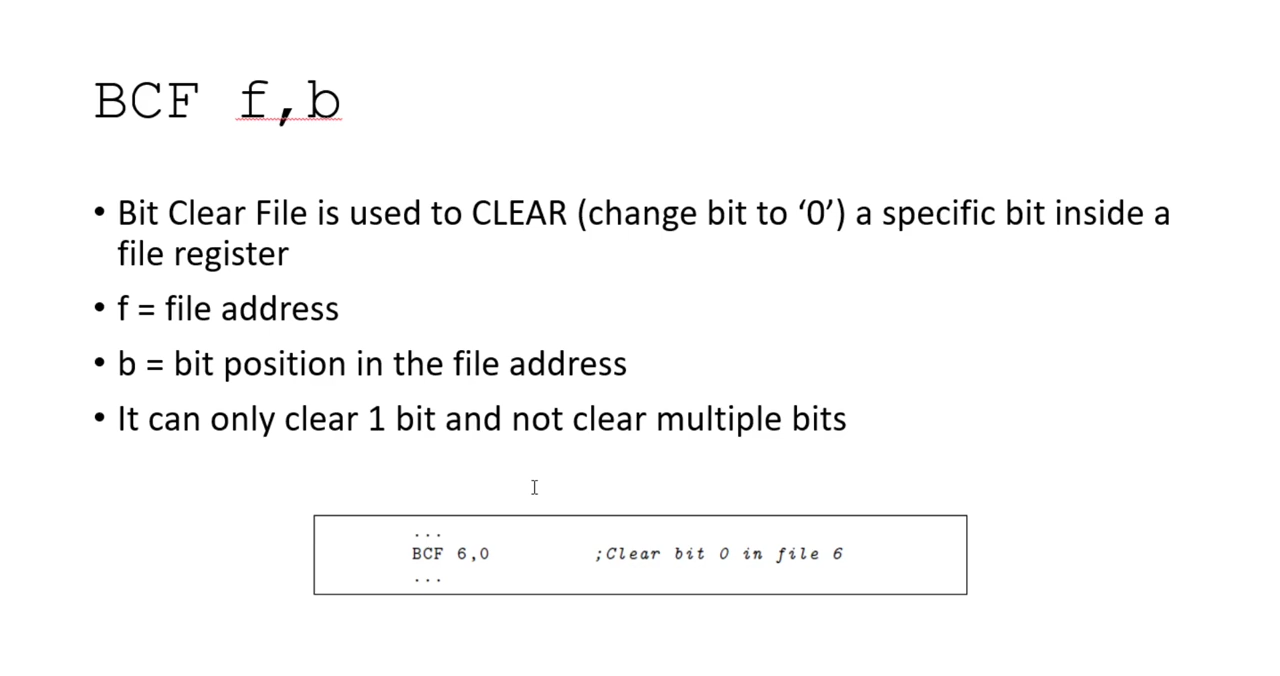 BCF f,b
• Bit Clear File is used to CLEAR (change bit to ‘0’) a specific bit inside a
file register
• f = file address
• b = bit position in the file address
• It can only clear 1 bit and not clear multiple bits
...
BCF 6,0 ;Clear bit 0 in file 6
...